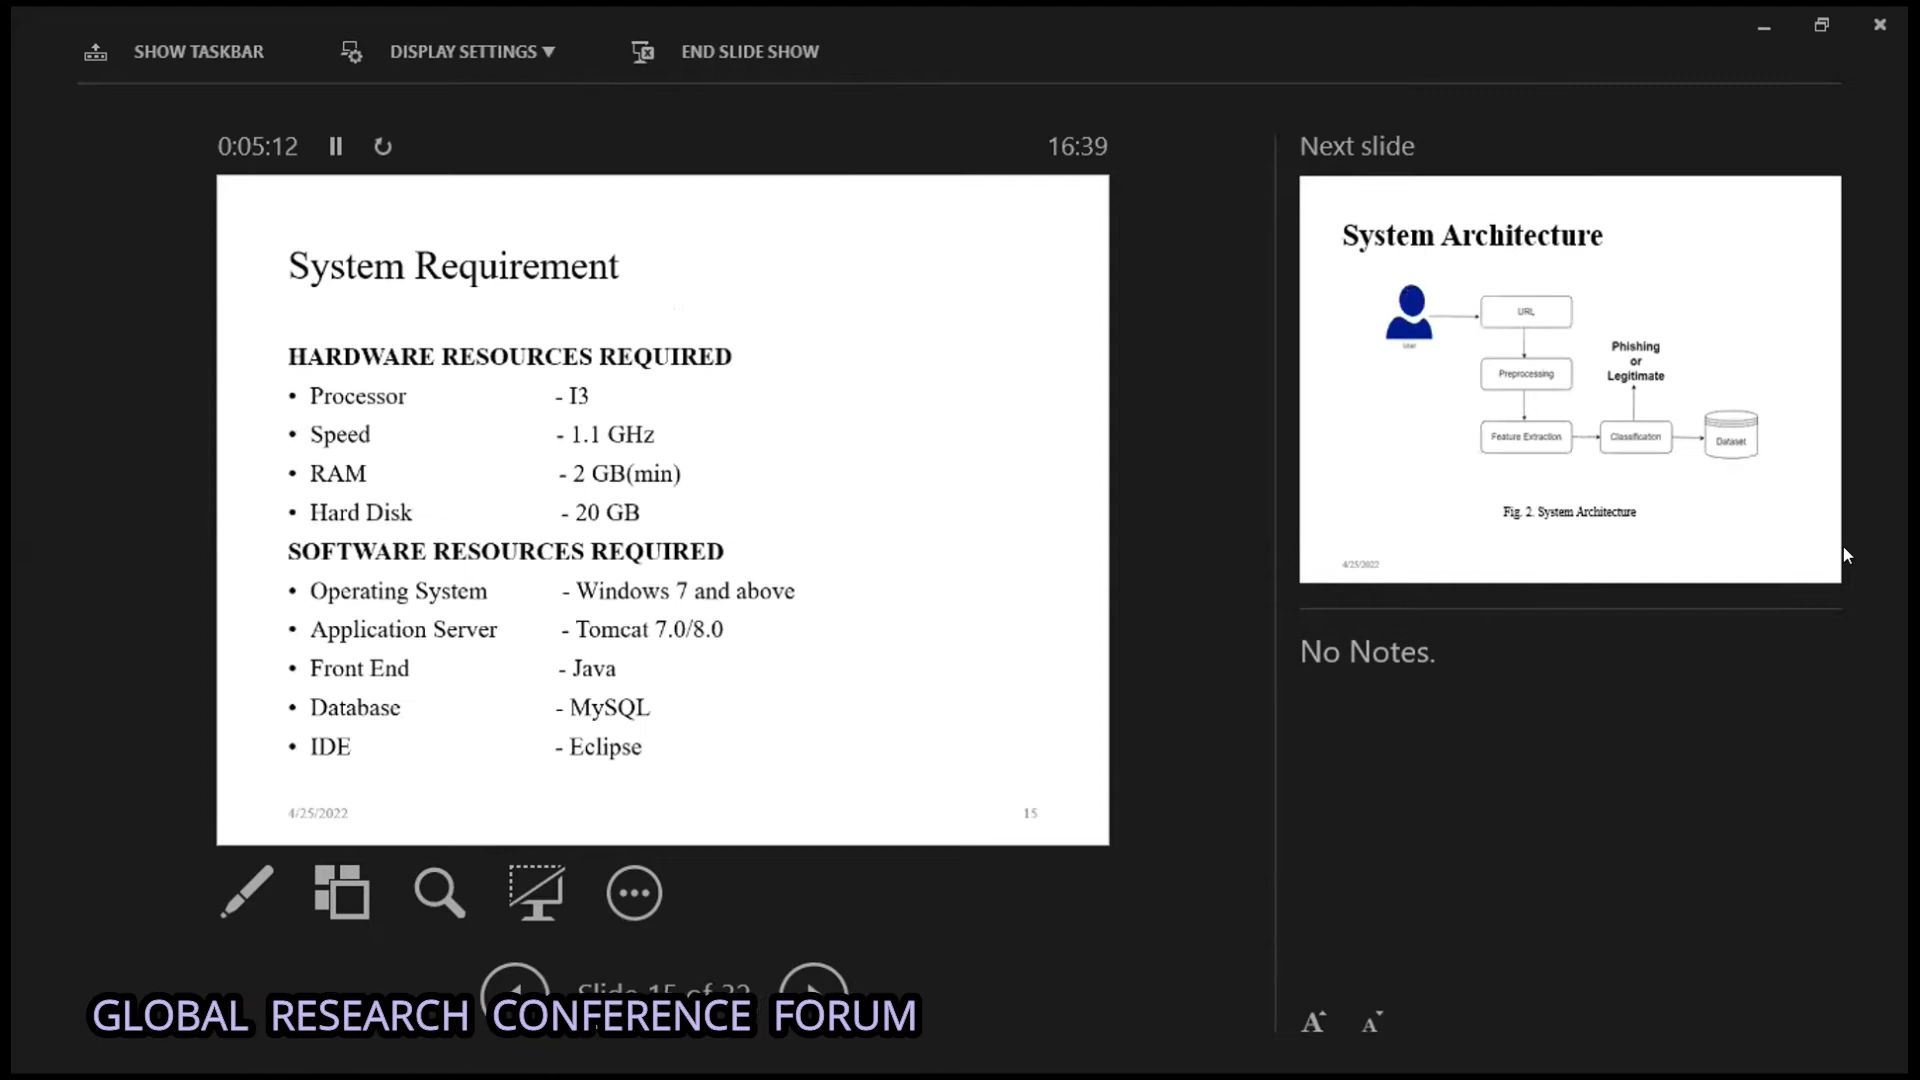 SHOW TASKBAR DISPLAY SETTINGS ▼ END SLIDE SHOW
0:05:12 16:39
System Requirement
HARDWARE RESOURCES REQUIRED
• Processor - I3
• Speed - 1.1 GHz
• RAM - 2 GB(min)
• Hard Disk - 20 GB
SOFTWARE RESOURCES REQUIRED
• Operating System - Windows 7 and above
• Application Server - Tomcat 7.0/8.0
• Front End - Java
• Database - MySQL
• IDE - Eclipse
4/25/2022 15
Slide 15 of
GLOBAL RESEARCH CONFERENCE FORUM
Next slide
System Architecture
User
URL
Preprocessing
Feature Extraction
Classification
Dataset
Phishing
or
Legitimate
Fig. 2. System Architecture
4/25/2022
No Notes.
A A